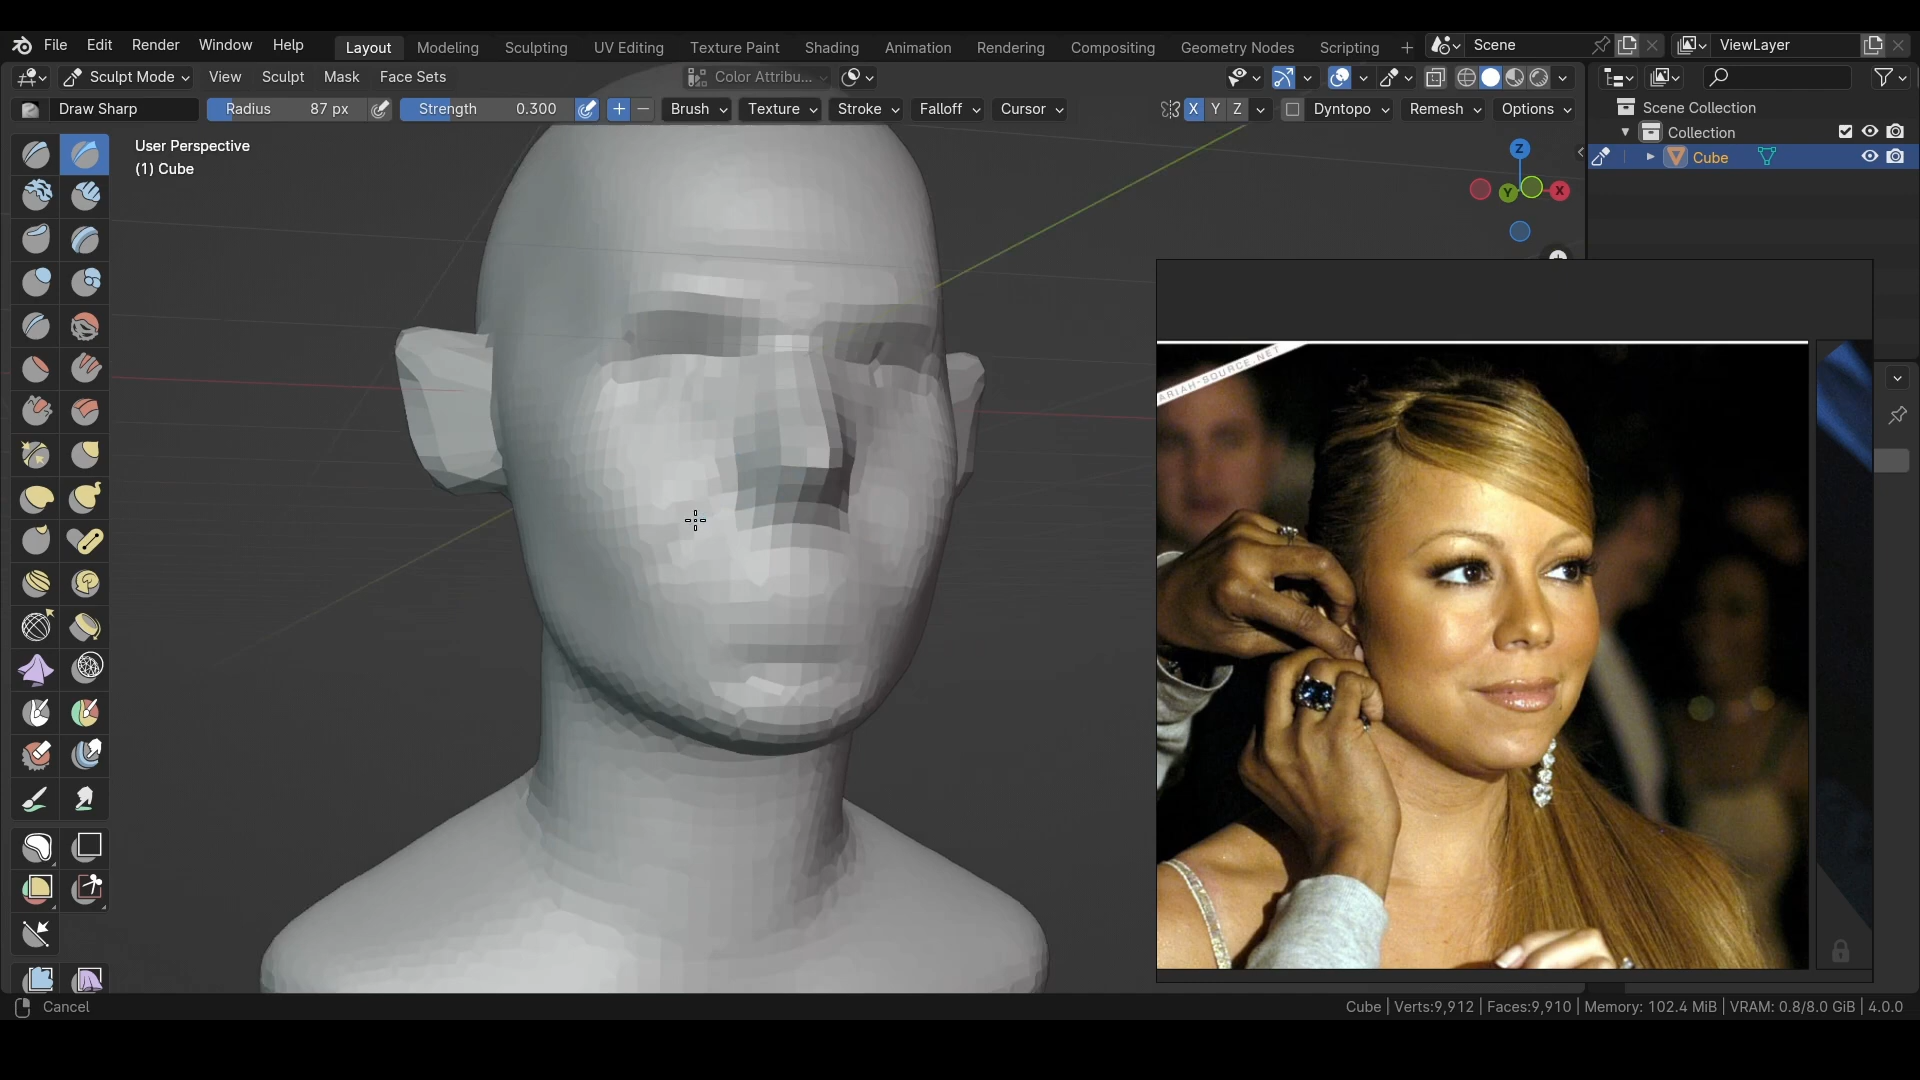 File Edit Render Window Help Layout Modeling Sculpting UV Editing Texture Paint Shading Animation Rendering Compositing Geometry Nodes Scripting + Scene ViewLayer
Sculpt Mode View Sculpt Mask Face Sets Color Attribu...
Draw Sharp Radius 87 px Strength 0.300 + − Brush Texture Stroke Falloff Cursor X Y Z Dyntopo Remesh Options
Scene Collection
Collection
Cube
User Perspective
(1) Cube
Z
Y X
ARIAH-SOURCE.NET
Cancel
Cube | Verts:9,912 | Faces:9,910 | Memory: 102.4 MiB | VRAM: 0.8/8.0 GiB | 4.0.0